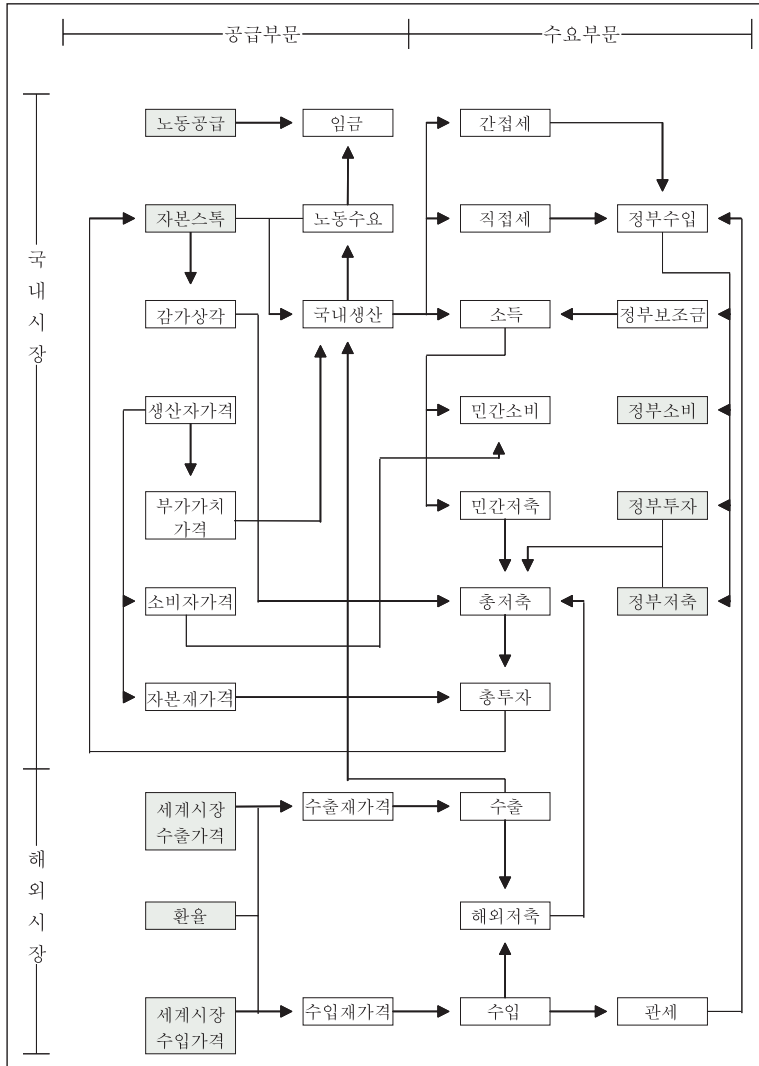 공급부문 수요부문
국내시장
노동공급 임금 간접세
자본스톡 노동수요 직접세 정부수입
감가상각 국내생산 소득 정부보조금
생산자가격 민간소비 정부소비
부가가치
가격
민간저축 정부투자
소비자가격 총저축 정부저축
자본재가격 총투자
해외시장
세계시장
수출가격
수출재가격 수출
환율 해외저축
세계시장
수입가격
수입재가격 수입 관세